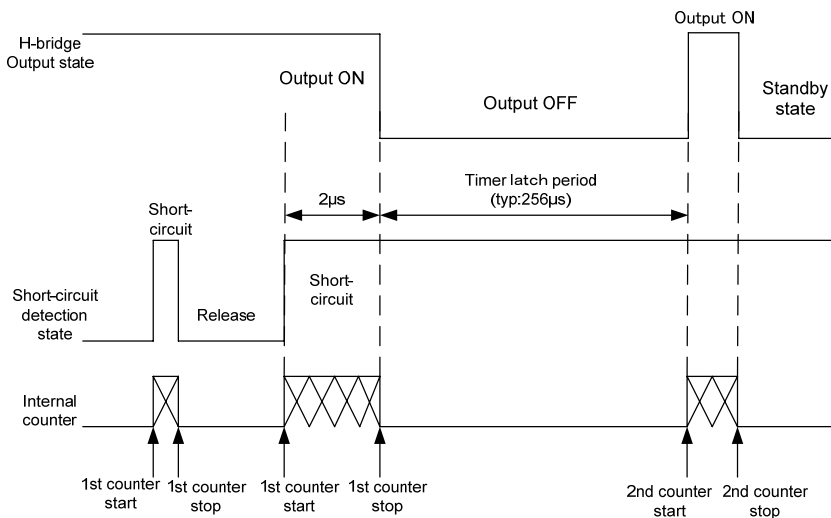 Output ON
H-bridge
Output state
Output ON
Output OFF
Standby
state
2µs
Timer latch period
(typ:256µs)
Short-
circuit
Short-circuit
detection
state
Release
Short-
circuit
Internal
counter
1st counter
start
1st counter
stop
1st counter
start
1st counter
stop
2nd counter
start
2nd counter
stop